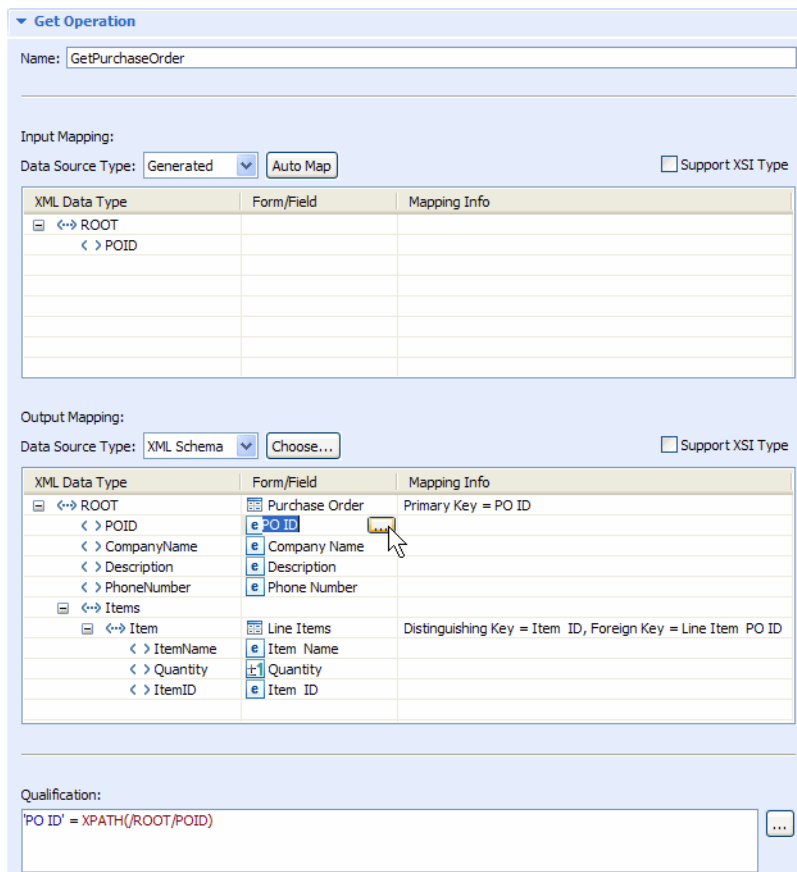 Get Operation
Name: GetPurchaseOrder
Input Mapping:
Data Source Type: Generated Auto Map Support XSI Type
XML Data Type Form/Field Mapping Info
ROOT
POID
Output Mapping:
Data Source Type: XML Schema Choose... Support XSI Type
XML Data Type Form/Field Mapping Info
ROOT Purchase Order Primary Key = PO ID
POID PO ID ...
CompanyName Company Name
Description Description
PhoneNumber Phone Number
Items
Item Line Items Distinguishing Key = Item ID, Foreign Key = Line Item PO ID
ItemName Item Name
Quantity Quantity
ItemID Item ID
Qualification:
'PO ID' = XPATH(/ROOT/POID) ...